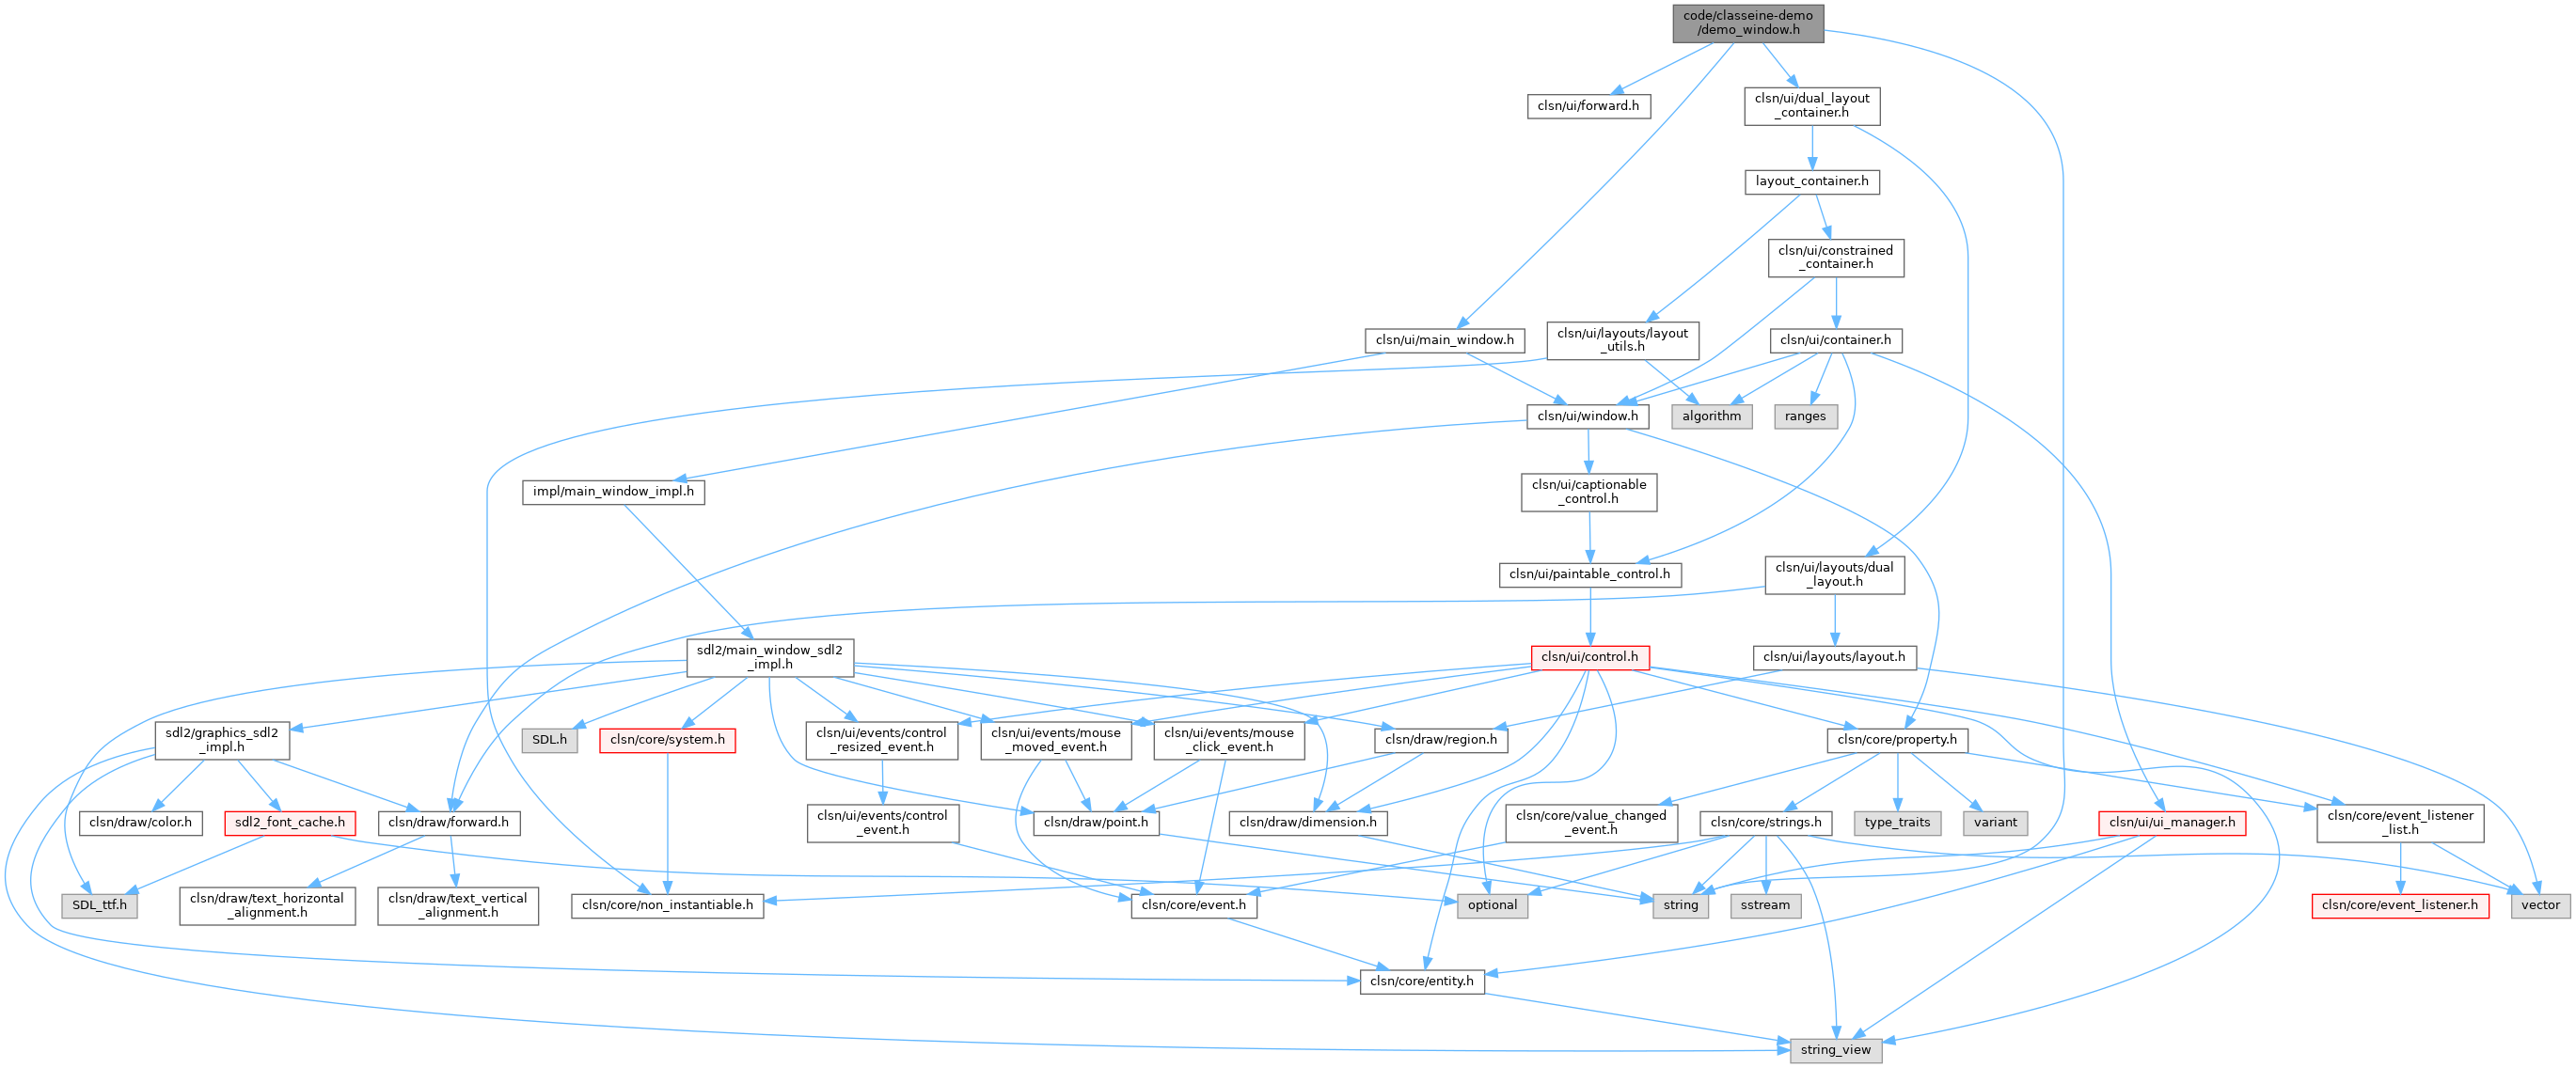 code/classeine-demo
/demo_window.h
clsn/ui/forward.h
clsn/ui/dual_layout
_container.h
layout_container.h
clsn/ui/constrained
_container.h
clsn/ui/main_window.h
clsn/ui/layouts/layout
_utils.h
clsn/ui/container.h
clsn/ui/window.h
algorithm
ranges
impl/main_window_impl.h
clsn/ui/captionable
_control.h
clsn/ui/paintable_control.h
clsn/ui/layouts/dual
_layout.h
sdl2/main_window_sdl2
_impl.h
clsn/ui/control.h
clsn/ui/layouts/layout.h
sdl2/graphics_sdl2
_impl.h
SDL.h
clsn/core/system.h
clsn/ui/events/control
_resized_event.h
clsn/ui/events/mouse
_moved_event.h
clsn/ui/events/mouse
_click_event.h
clsn/draw/region.h
clsn/core/property.h
clsn/draw/color.h
sdl2_font_cache.h
clsn/draw/forward.h
clsn/ui/events/control
_event.h
clsn/draw/point.h
clsn/draw/dimension.h
clsn/core/value_changed
_event.h
clsn/core/strings.h
type_traits
variant
clsn/ui/ui_manager.h
clsn/core/event_listener
_list.h
SDL_ttf.h
clsn/draw/text_horizontal
_alignment.h
clsn/draw/text_vertical
_alignment.h
clsn/core/non_instantiable.h
clsn/core/event.h
optional
string
sstream
clsn/core/event_listener.h
vector
clsn/core/entity.h
string_view